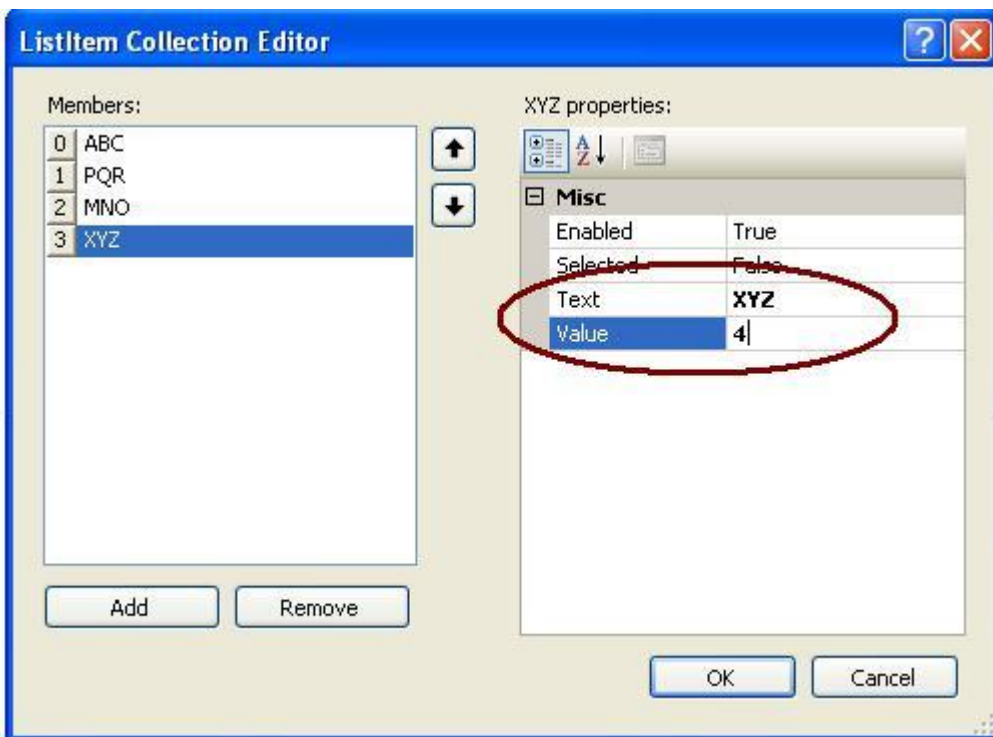 ListItem Collection Editor
?
Members:
0 ABC
1 PQR
2 MNO
3 XYZ
Add
Remove
XYZ properties:
A
Z
Misc
Enabled True
Selected False
Text XYZ
Value 4
OK
Cancel